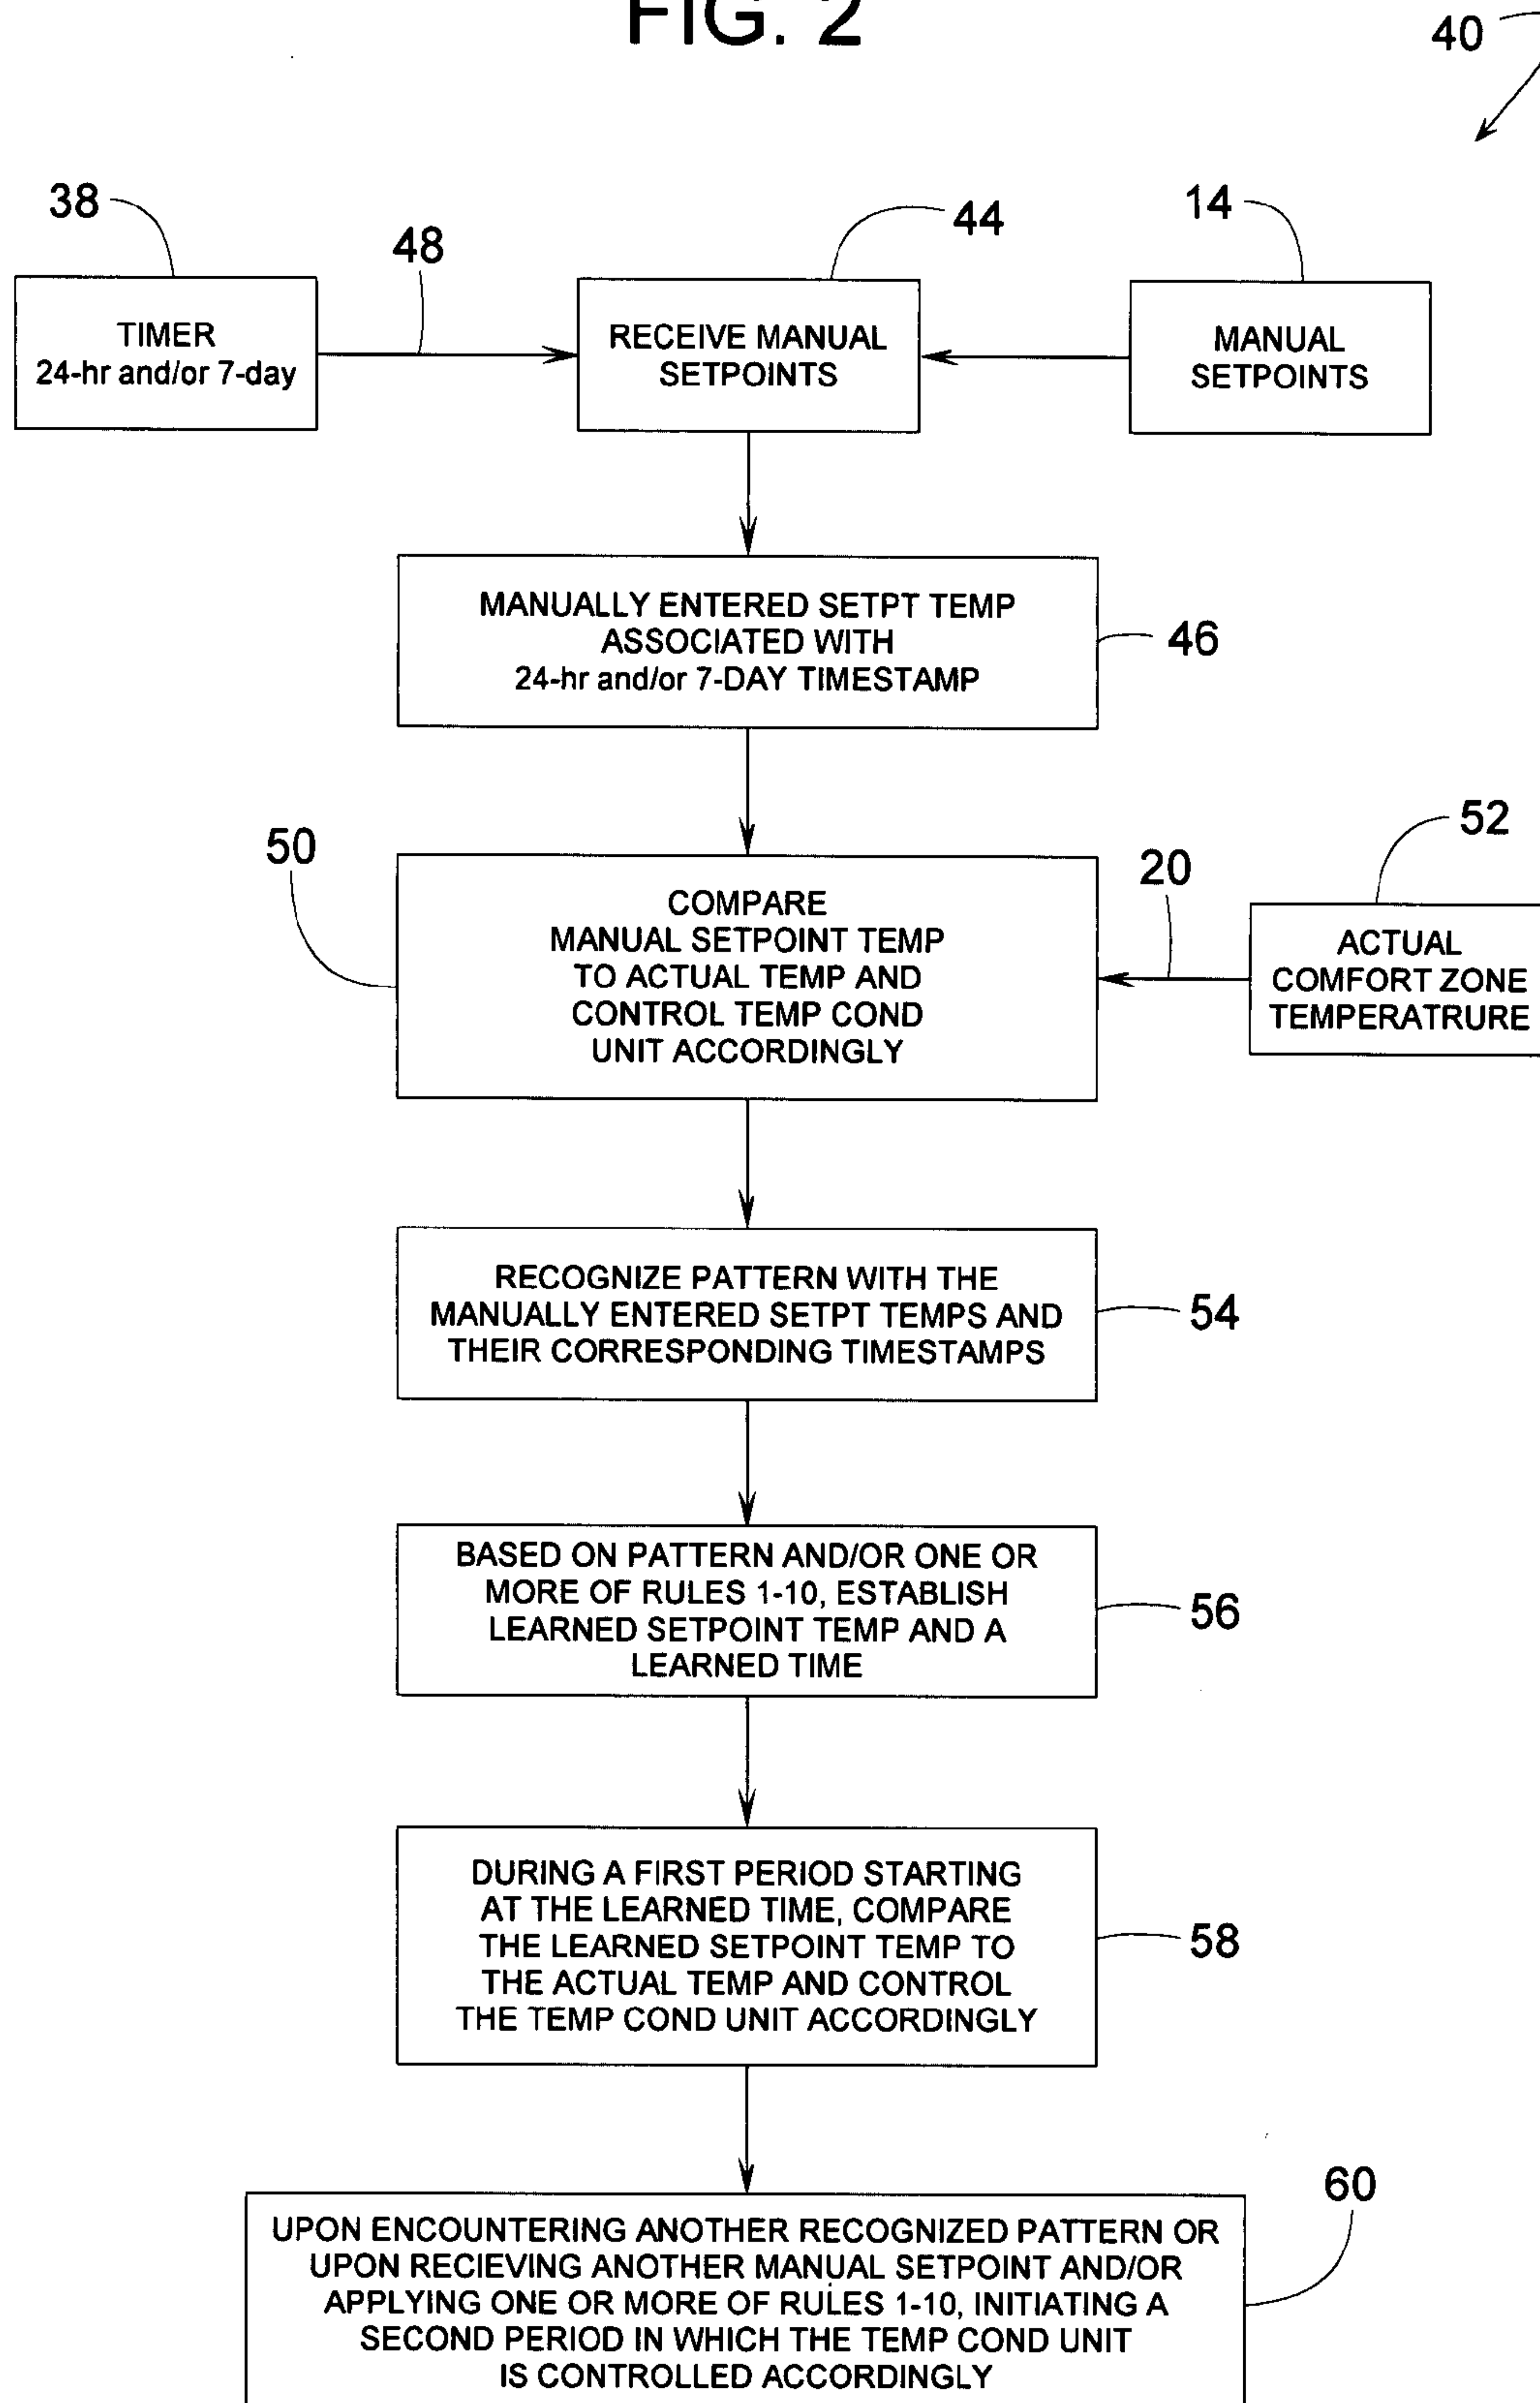 FIG. 2
40
38
48
44
14
TIMER
24-hr and/or 7-day
RECEIVE MANUAL
SETPOINTS
MANUAL
SETPOINTS
MANUALLY ENTERED SETPT TEMP
ASSOCIATED WITH
24-hr and/or 7-DAY TIMESTAMP
46
50
COMPARE
MANUAL SETPOINT TEMP
TO ACTUAL TEMP AND
CONTROL TEMP COND
UNIT ACCORDINGLY
20
52
ACTUAL
COMFORT ZONE
TEMPERATRURE
RECOGNIZE PATTERN WITH THE
MANUALLY ENTERED SETPT TEMPS AND
THEIR CORRESPONDING TIMESTAMPS
54
BASED ON PATTERN AND/OR ONE OR
MORE OF RULES 1-10, ESTABLISH
LEARNED SETPOINT TEMP AND A
LEARNED TIME
56
DURING A FIRST PERIOD STARTING
AT THE LEARNED TIME, COMPARE
THE LEARNED SETPOINT TEMP TO
THE ACTUAL TEMP AND CONTROL
THE TEMP COND UNIT ACCORDINGLY
58
60
UPON ENCOUNTERING ANOTHER RECOGNIZED PATTERN OR
UPON RECIEVING ANOTHER MANUAL SETPOINT AND/OR
APPLYING ONE OR MORE OF RULES 1-10, INITIATING A
SECOND PERIOD IN WHICH THE TEMP COND UNIT
IS CONTROLLED ACCORDINGLY